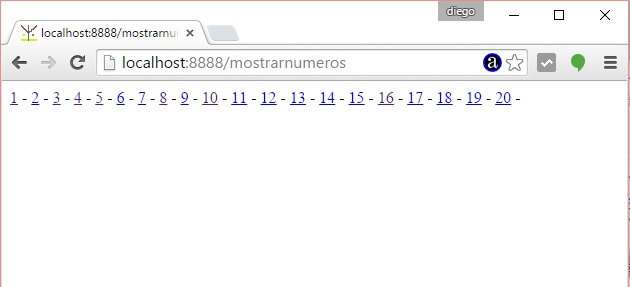 diego
localhost:8888/mostrarnu
localhost:8888/mostrarnumeros
1 - 2 - 3 - 4 - 5 - 6 - 7 - 8 - 9 - 10 - 11 - 12 - 13 - 14 - 15 - 16 - 17 - 18 - 19 - 20 -